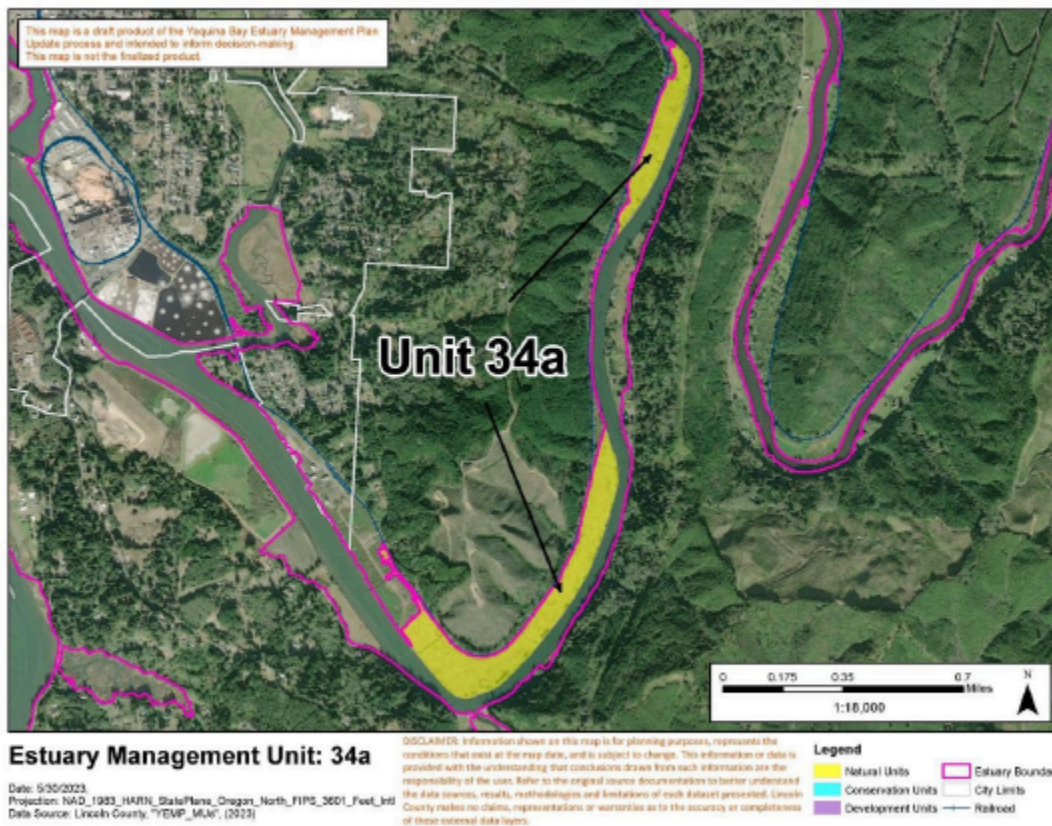 This map is a draft product of the Yaquina Bay Estuary Management Plan
Update process and intended to inform decision-making.
This map is not the finalized product.
Unit 34a
0 0.175 0.35 0.7
Miles
N
1:18,000
Estuary Management Unit: 34a
Date: 5/30/2023
Projection: NAD_1983_HARN_StatePlane_Oregon_North_FIPS_3601_Feet_Intl
Data Source: Lincoln County, "YEMP_MUs", (2023)
DISCLAIMER: Information shown on this map is for planning purposes, represents the
conditions that exist at the map date, and is subject to change. This information or data is
provided with the understanding that conclusions drawn from such information are the
responsibility of the user. Refer to the original source documentation to better understand
the data sources, results, methodologies and limitations of each dataset presented. Lincoln
County makes no claims, representations or warranties as to the accuracy or completeness
of these external data layers.
Legend
Natural Units
Conservation Units
Development Units
Estuary Bounda
City Limits
Railroad